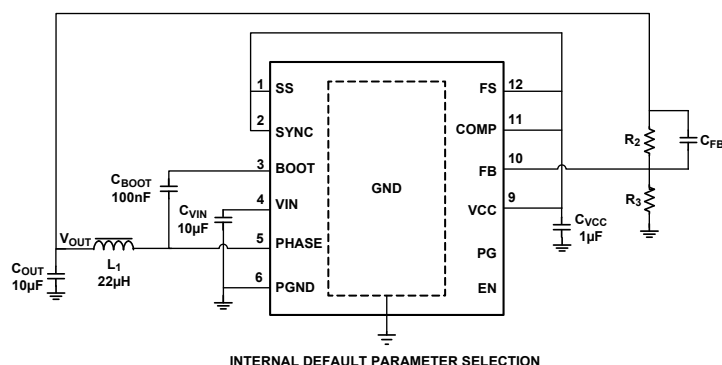 1 SS
2 SYNC
3 BOOT
4 VIN
5 PHASE
6 PGND
GND
FS 12
COMP 11
FB 10
VCC 9
PG
EN
CBOOT
100nF
CVIN
10µF
VOUT
L1
22µH
COUT
10µF
CVCC
1µF
R2
R3
CFB
INTERNAL DEFAULT PARAMETER SELECTION